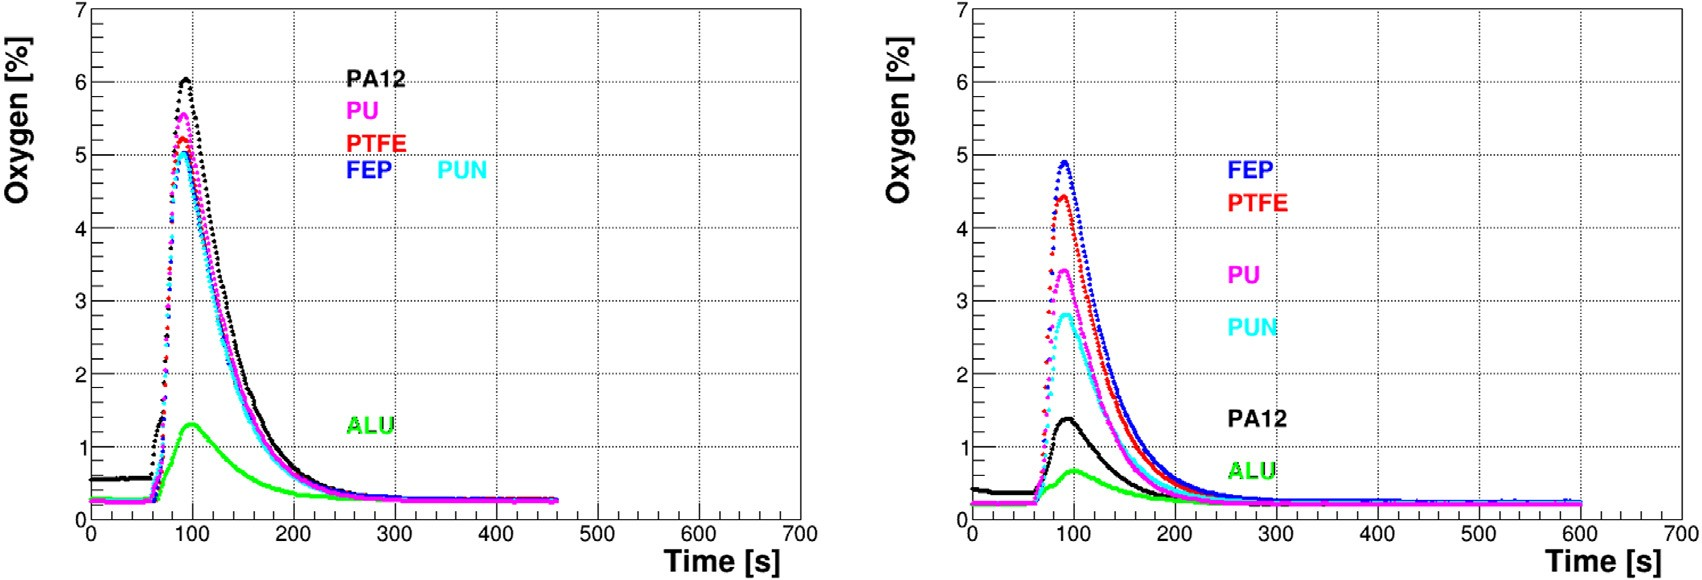 Oxygen [%]
7
6
5
4
3
2
1
0
PA12
PU
PTFE
FEP PUN
ALU
0 100 200 300 400 500 600 700
Time [s]
Oxygen [%]
7
6
5
4
3
2
1
0
FEP
PTFE
PU
PUN
PA12
ALU
0 100 200 300 400 500 600 700
Time [s]